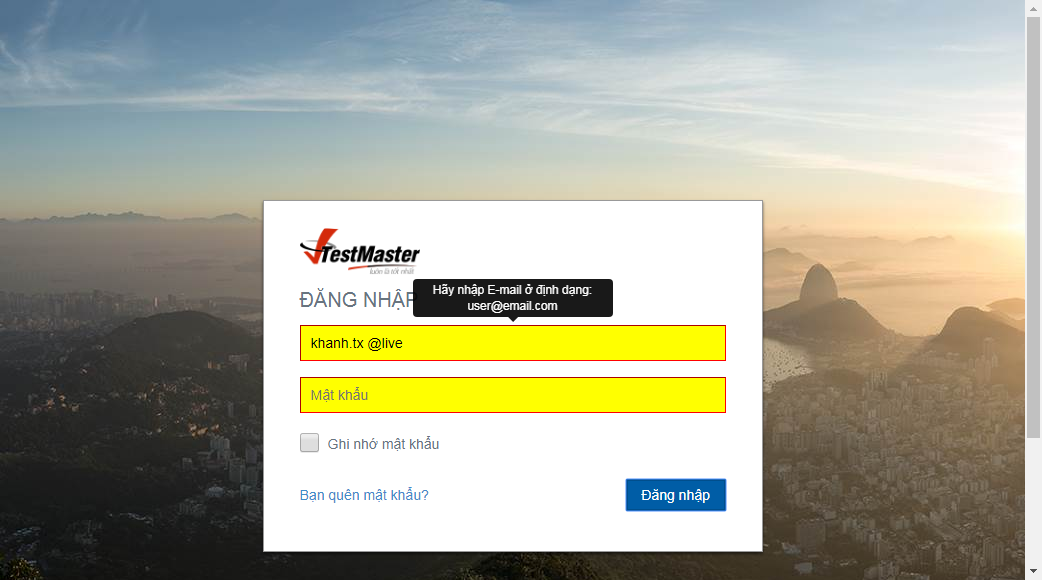 TestMaster
luôn là tốt nhất
ĐĂNG NHẬP
Hãy nhập E-mail ở định dạng:
user@email.com
khanh.tx @live
Mật khẩu
Ghi nhớ mật khẩu
Bạn quên mật khẩu?
Đăng nhập